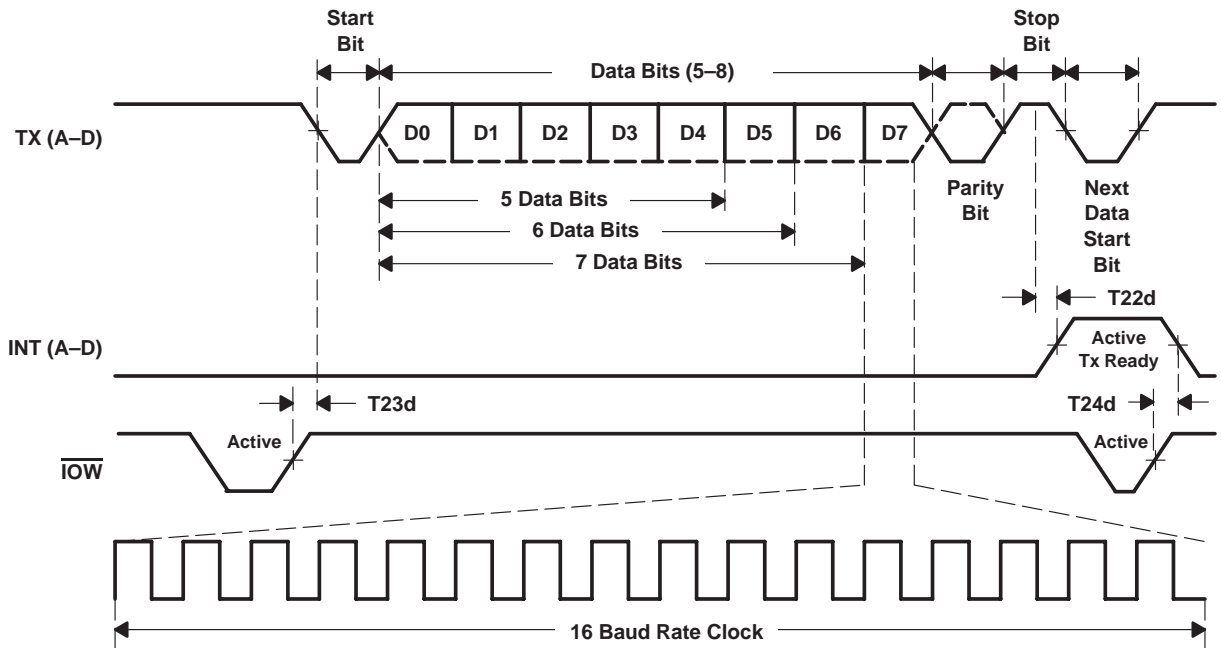 Start
Bit
Stop
Bit
Data Bits (5–8)
TX (A–D)
D0 D1 D2 D3 D4 D5 D6 D7
Parity
Bit
Next
Data
Start
Bit
5 Data Bits
6 Data Bits
7 Data Bits
T22d
INT (A–D)
Active
Tx Ready
T23d
T24d
IOW
Active
Active
16 Baud Rate Clock